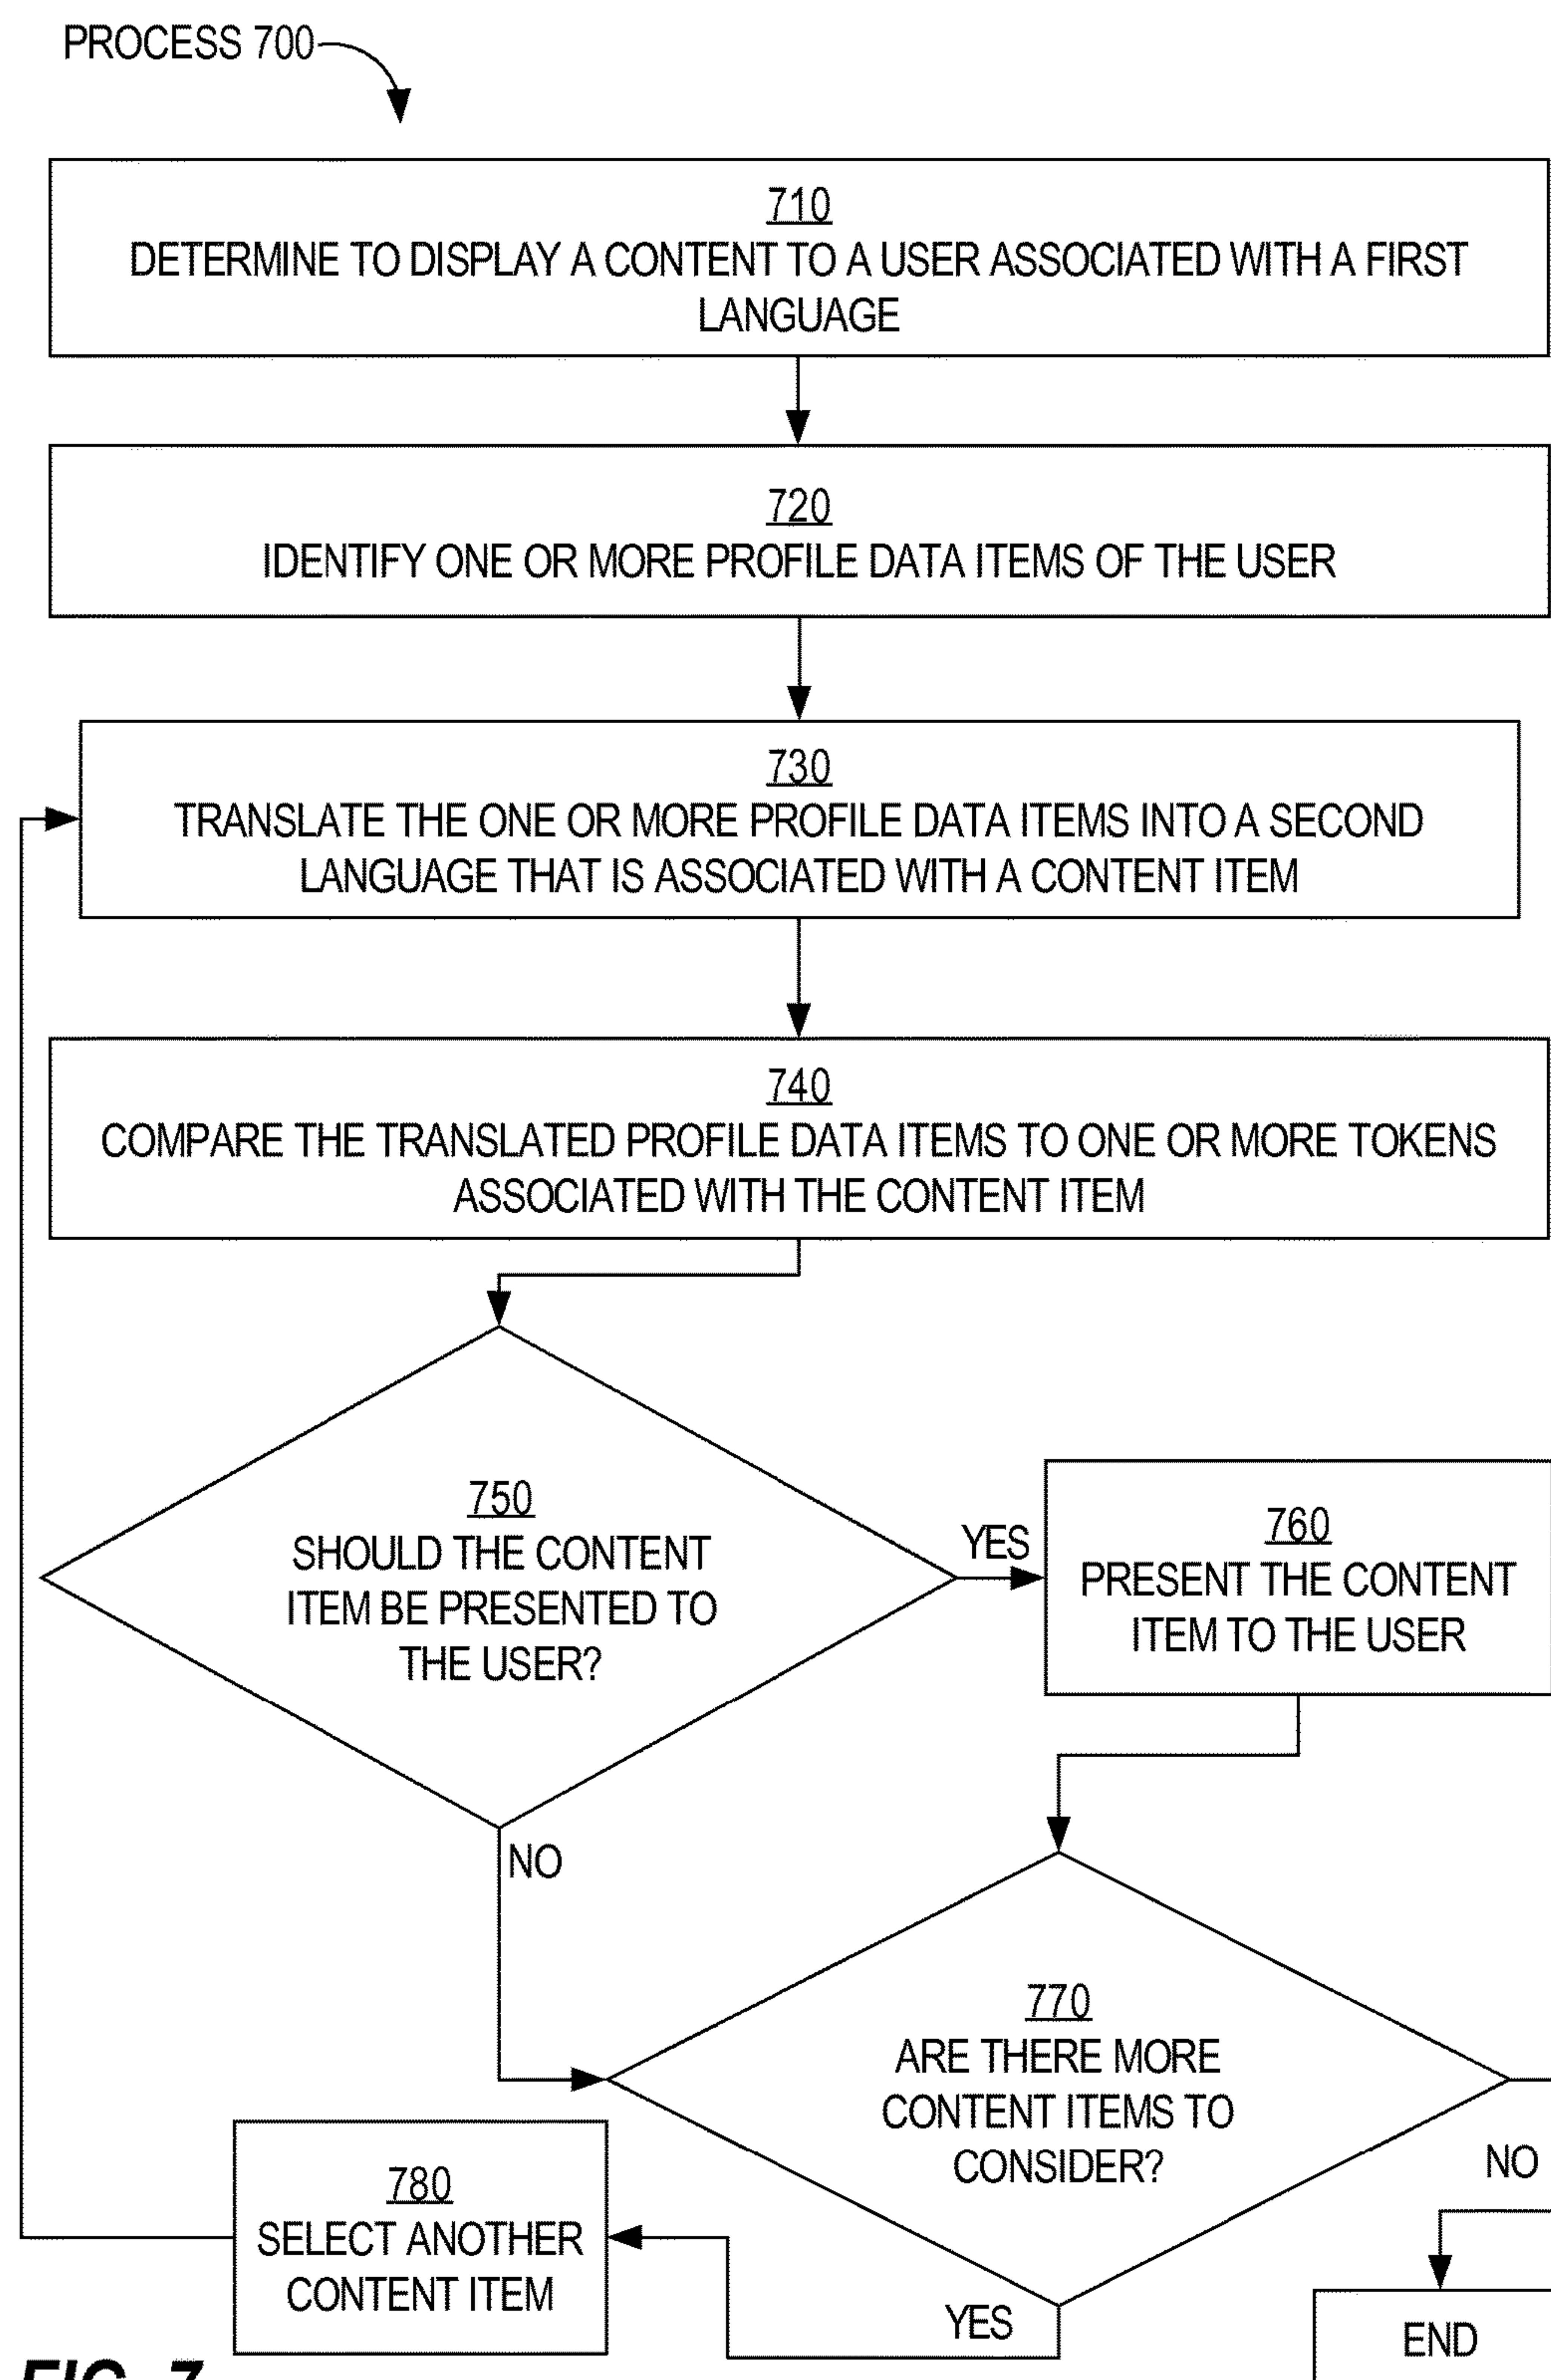 PROCESS 700
710
DETERMINE TO DISPLAY A CONTENT TO A USER ASSOCIATED WITH A FIRST
LANGUAGE
720
IDENTIFY ONE OR MORE PROFILE DATA ITEMS OF THE USER
730
TRANSLATE THE ONE OR MORE PROFILE DATA ITEMS INTO A SECOND
LANGUAGE THAT IS ASSOCIATED WITH A CONTENT ITEM
740
COMPARE THE TRANSLATED PROFILE DATA ITEMS TO ONE OR MORE TOKENS
ASSOCIATED WITH THE CONTENT ITEM
750
SHOULD THE CONTENT
ITEM BE PRESENTED TO
THE USER?
YES
760
PRESENT THE CONTENT
ITEM TO THE USER
NO
770
ARE THERE MORE
CONTENT ITEMS TO
CONSIDER?
NO
780
SELECT ANOTHER
CONTENT ITEM
YES
END
FIG. 7